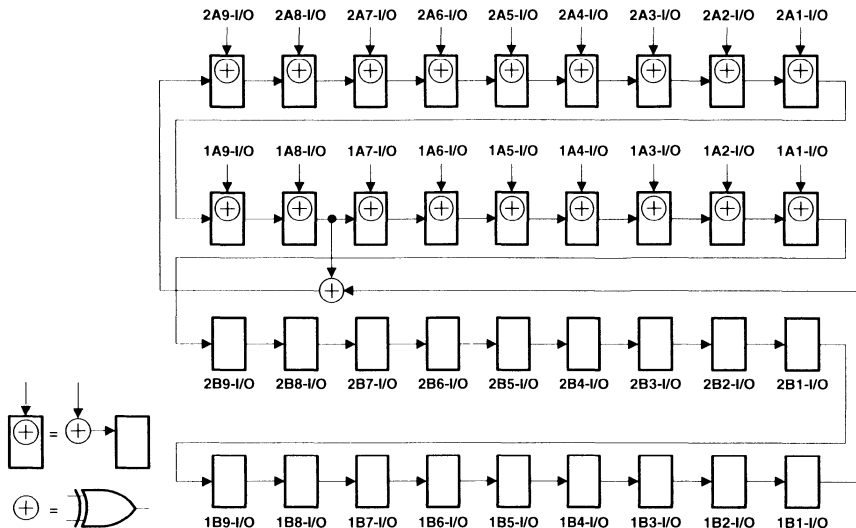 2A9-I/O 2A8-I/O 2A7-I/O 2A6-I/O 2A5-I/O 2A4-I/O 2A3-I/O 2A2-I/O 2A1-I/O
1A9-I/O 1A8-I/O 1A7-I/O 1A6-I/O 1A5-I/O 1A4-I/O 1A3-I/O 1A2-I/O 1A1-I/O
2B9-I/O 2B8-I/O 2B7-I/O 2B6-I/O 2B5-I/O 2B4-I/O 2B3-I/O 2B2-I/O 2B1-I/O
=
=
1B9-I/O 1B8-I/O 1B7-I/O 1B6-I/O 1B5-I/O 1B4-I/O 1B3-I/O 1B2-I/O 1B1-I/O